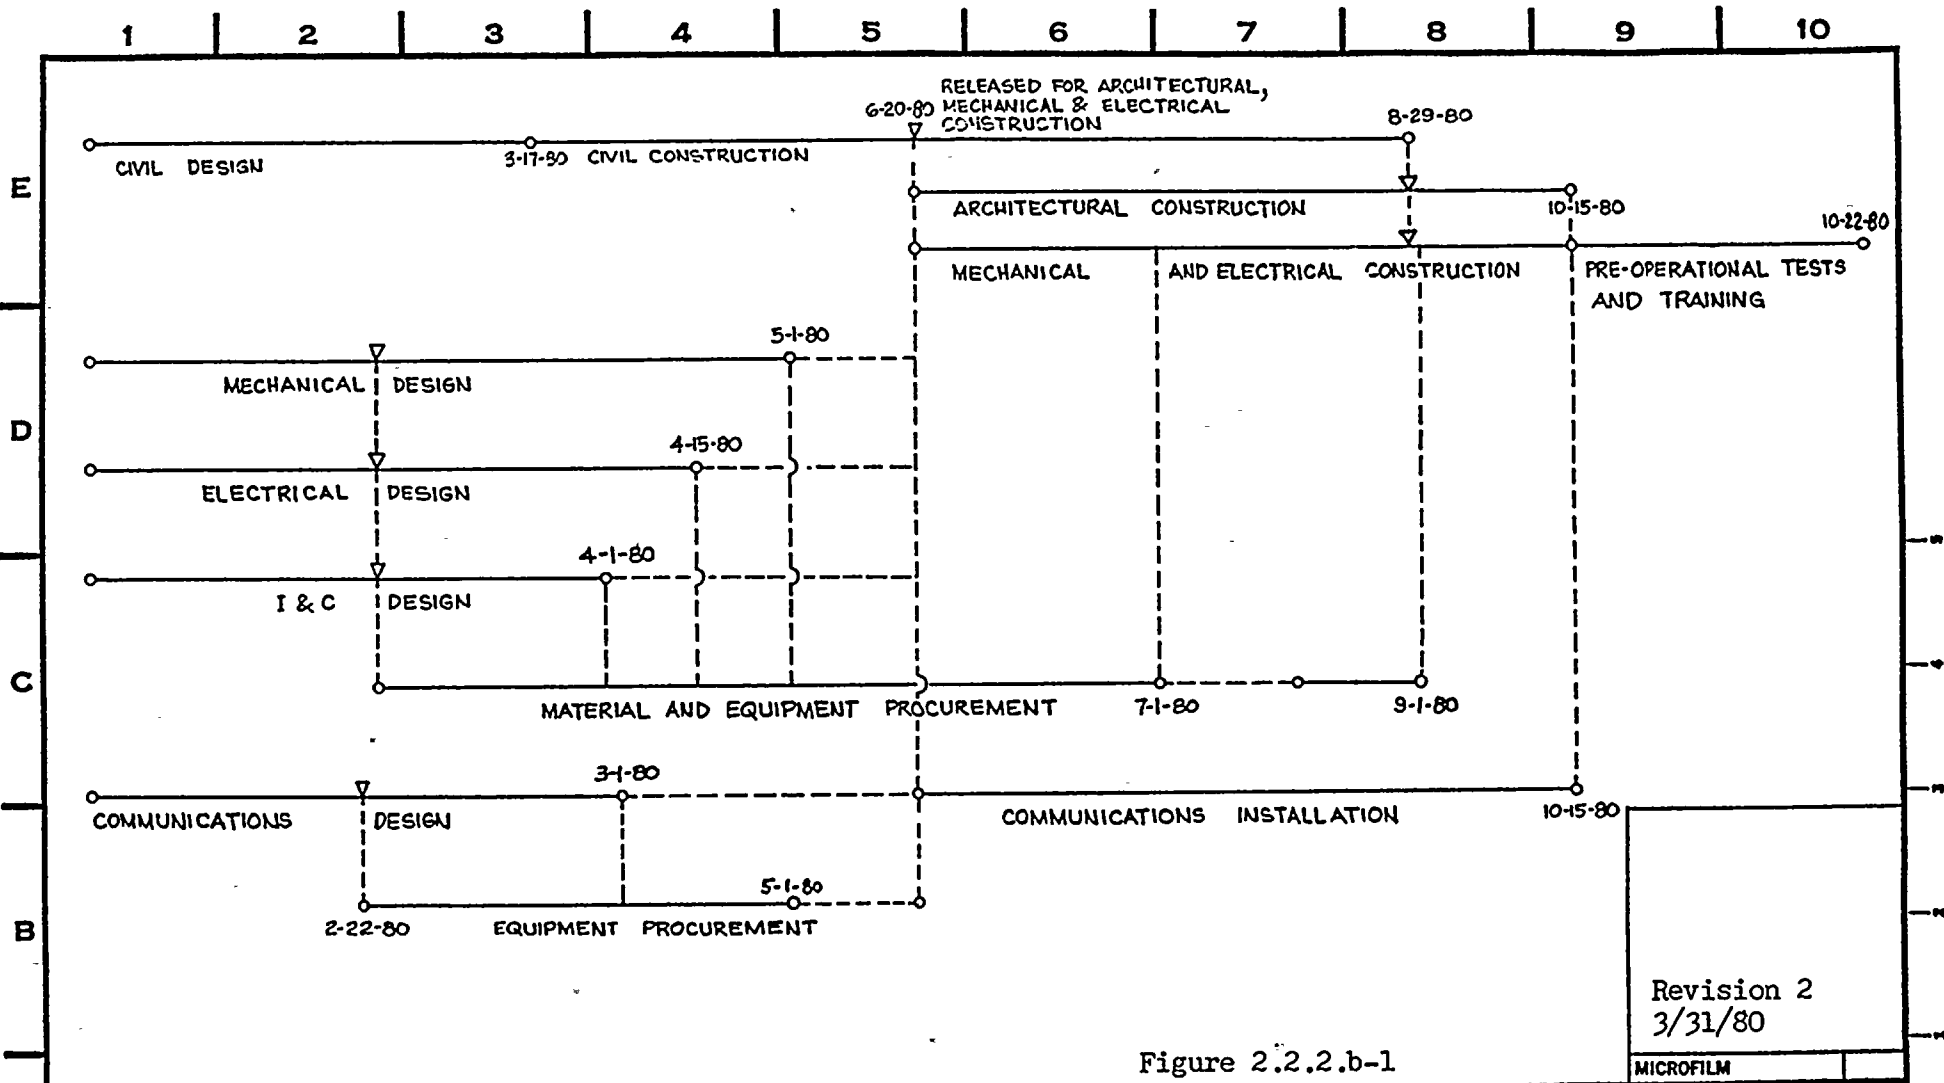 1 2 3 4 5 6 7 8 9 10
RELEASED FOR ARCHITECTURAL,
6-20-80 MECHANICAL & ELECTRICAL
CONSTRUCTION
8-29-80
CIVIL DESIGN
3-17-80 CIVIL CONSTRUCTION
E
ARCHITECTURAL CONSTRUCTION
10-15-80
10-22-80
MECHANICAL AND ELECTRICAL CONSTRUCTION
PRE-OPERATIONAL TESTS
AND TRAINING
5-1-80
MECHANICAL DESIGN
D
4-15-80
ELECTRICAL DESIGN
5
4-1-80
I & C DESIGN
4
C
MATERIAL AND EQUIPMENT PROCUREMENT
7-1-80
9-1-80
3-1-80
3
COMMUNICATIONS DESIGN
COMMUNICATIONS INSTALLATION
10-15-80
5-1-80
2
B
2-22-80
EQUIPMENT PROCUREMENT
Revision 2
3/31/80
1
Figure 2.2.2.b-1
MICROFILM